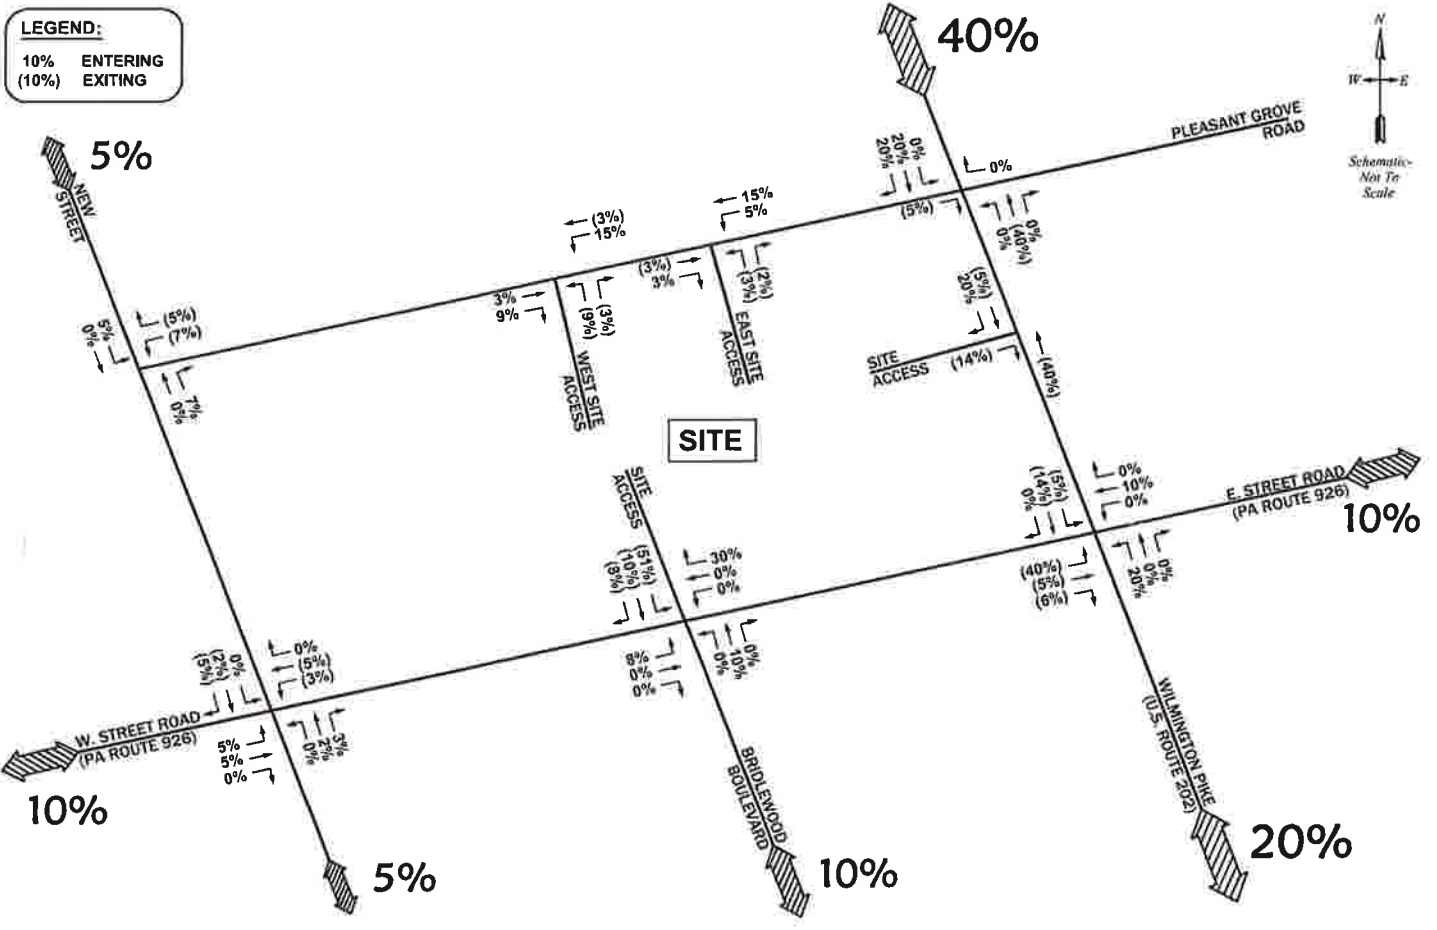 LEGEND:
10% ENTERING
(10%) EXITING
40%
N
W E
Schematic-
Not To
Scale
5%
NEW
STREET
PLEASANT GROVE
ROAD
20%
20%
0%
0%
(5%)
0%
(40%)
0%
15%
5%
(3%)
15%
(3%)
3%
(3%)
(2%)
3%
9%
(9%)
(3%)
WEST SITE
ACCESS
EAST SITE
ACCESS
(5%)
20%
SITE
ACCESS
(14%)
(40%)
0%
5%
(5%)
(7%)
0%
7%
SITE
SITE
ACCESS
(8%)
(10%)
(51%)
30%
0%
0%
8%
0%
0%
0%
10%
0%
0%
(14%)
(5%)
0%
10%
0%
(40%)
(5%)
(6%)
20%
0%
0%
E. STREET ROAD
(PA ROUTE 926)
10%
(5%)
(2%)
0%
0%
(5%)
(3%)
5%
5%
0%
0%
2%
3%
W. STREET ROAD
(PA ROUTE 926)
10%
5%
BRIDLEWOOD
BOULEVARD
10%
WILMINGTON PIKE
(U.S. ROUTE 202)
20%